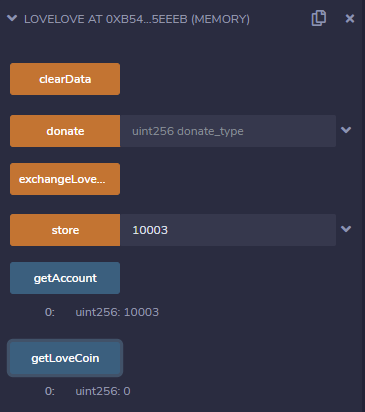 LOVELOVE AT 0XB54...5EEEB (MEMORY)
clearData
donate uint256 donate_type
exchangeLove...
store 10003
getAccount
0: uint256: 10003
getLoveCoin
0: uint256: 0